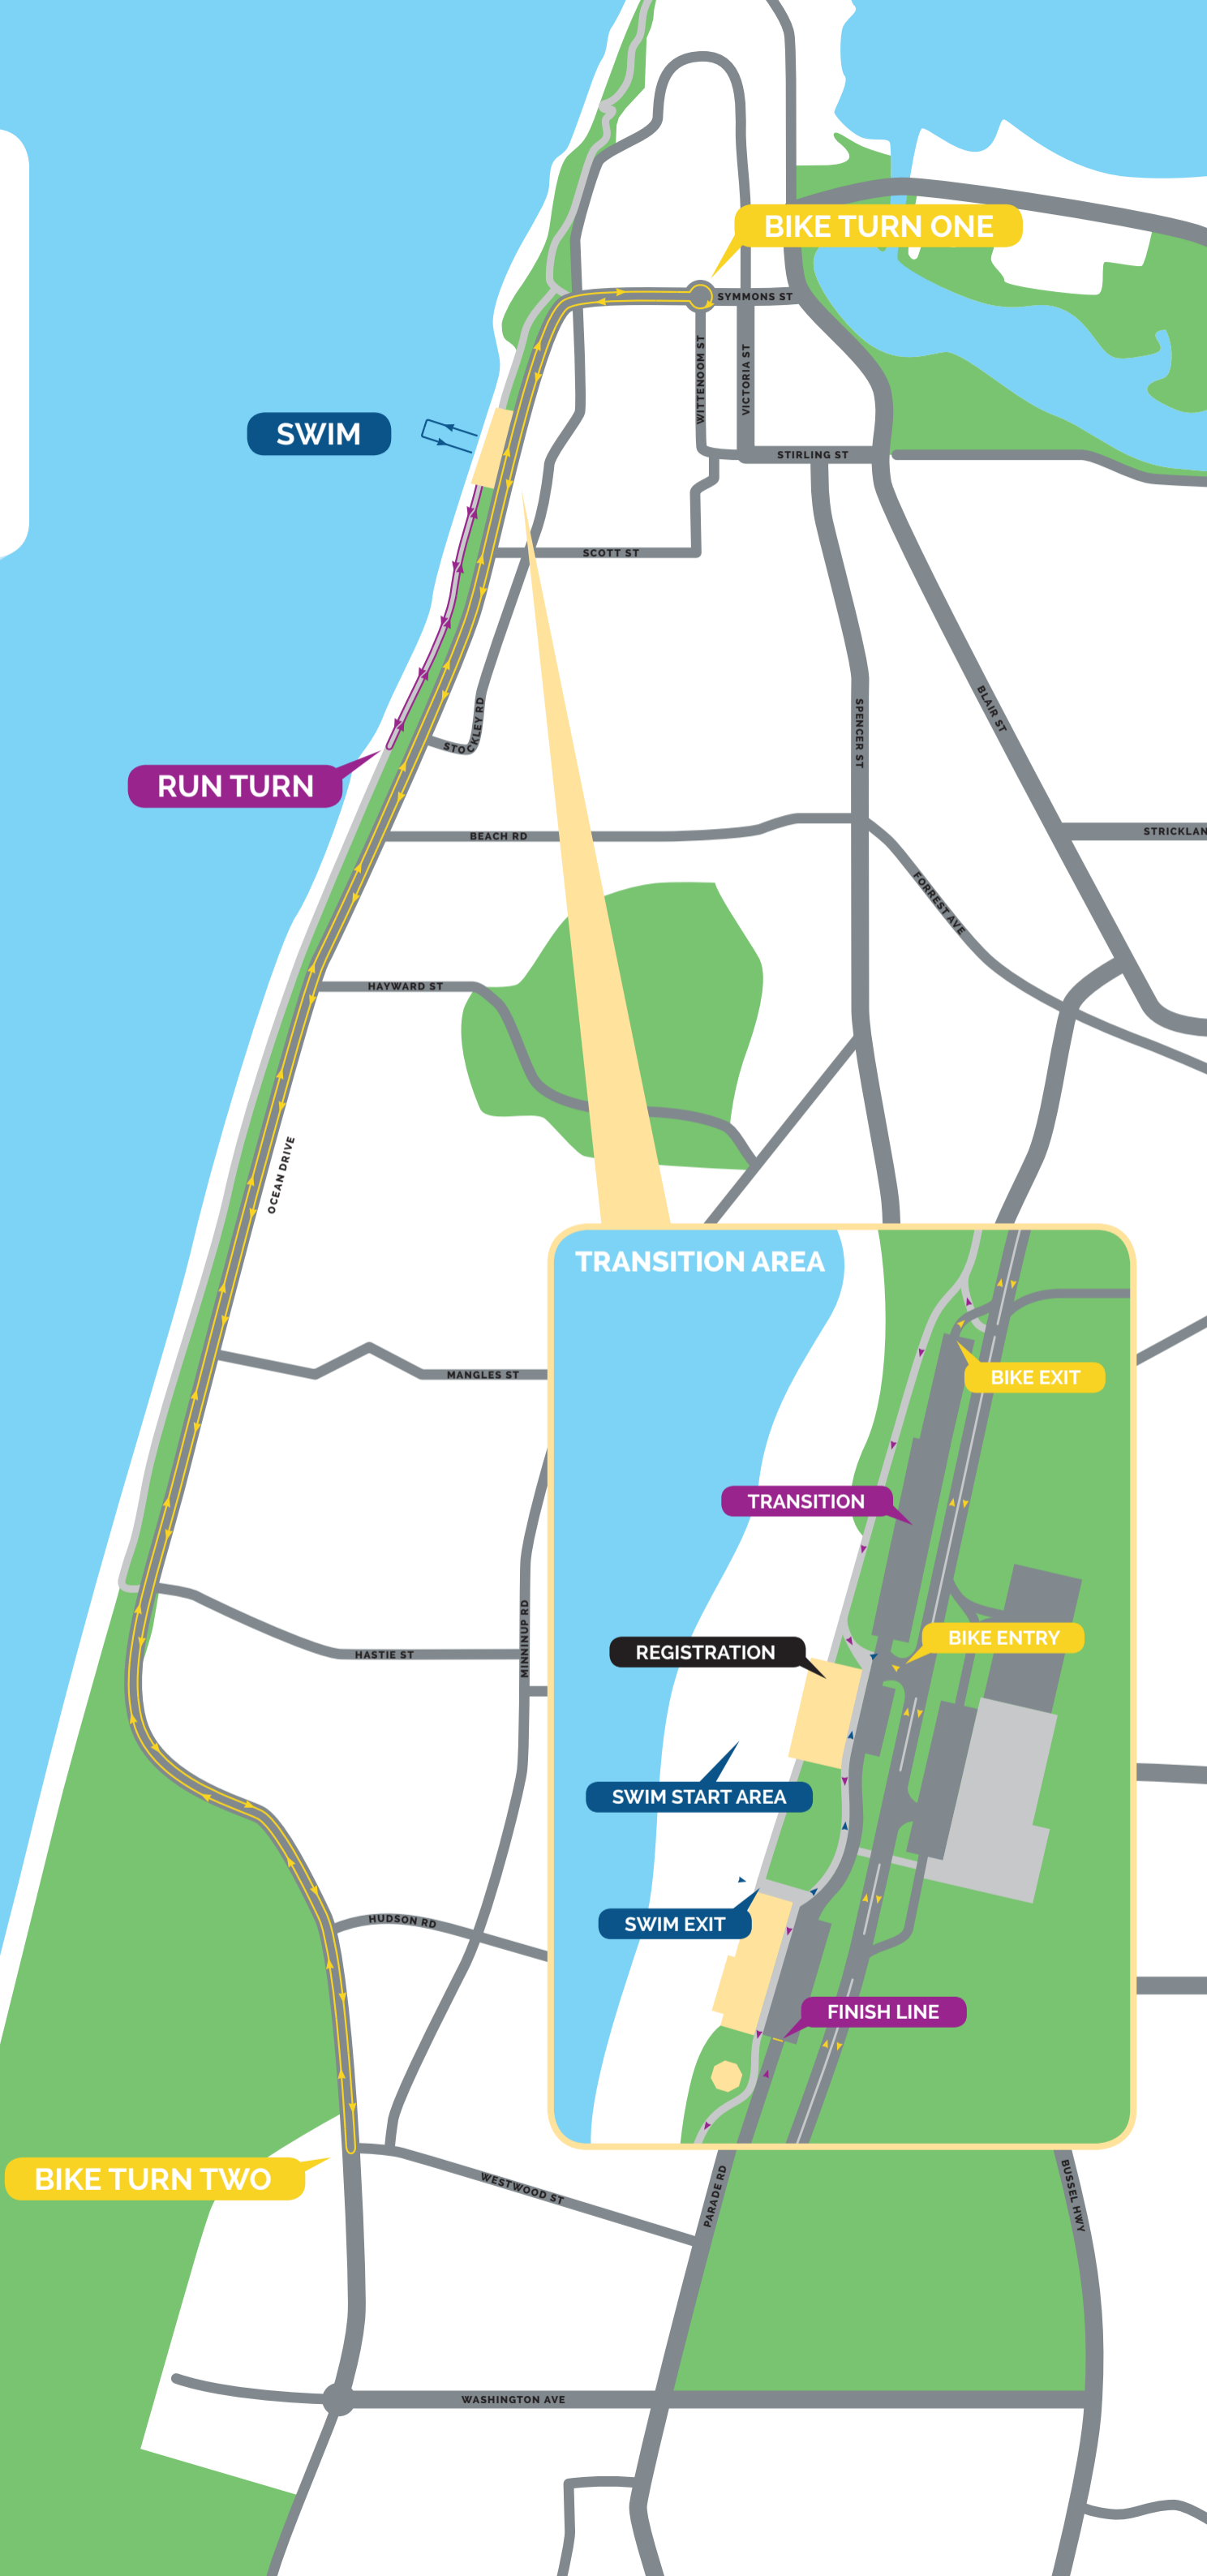 BIKE TURN ONE
SYMMONS ST
WITTENOOM ST
VICTORIA ST
SWIM
STIRLING ST
SCOTT ST
STOCKLEY RD
SPENCER ST
BLAIR ST
RUN TURN
BEACH RD
STRICKLAN
FORREST AVE
HAYWARD ST
OCEAN DRIVE
TRANSITION AREA
MANGLES ST
BIKE EXIT
TRANSITION
BIKE ENTRY
REGISTRATION
HASTIE ST
MINNINUP RD
SWIM START AREA
HUDSON RD
SWIM EXIT
FINISH LINE
BIKE TURN TWO
WESTWOOD ST
PARADE RD
BUSSEL HWY
WASHINGTON AVE